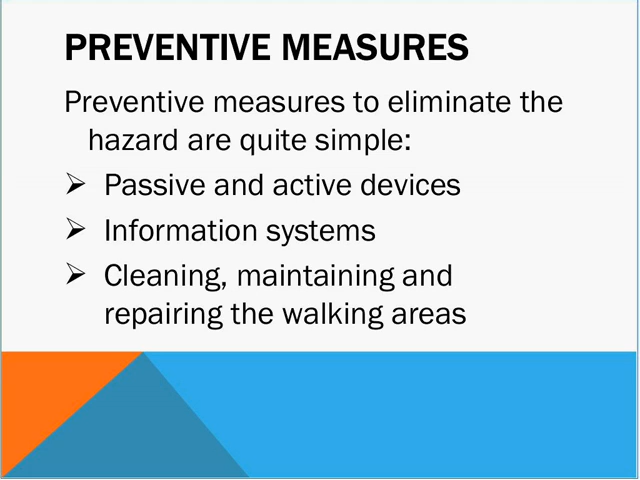 PREVENTIVE MEASURES
Preventive measures to eliminate the
hazard are quite simple:
➢ Passive and active devices
➢ Information systems
➢ Cleaning, maintaining and
repairing the walking areas